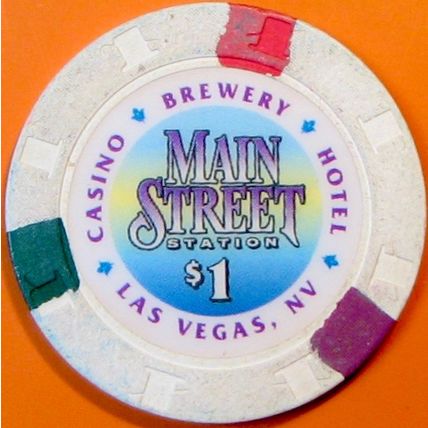 CASINO BREWERY HOTEL
MAIN
STREET
STATION
$1
LAS VEGAS, NV